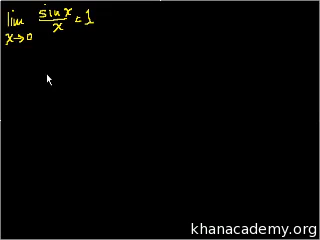 lim sin x / x = 1
x→0
khanacademy.org